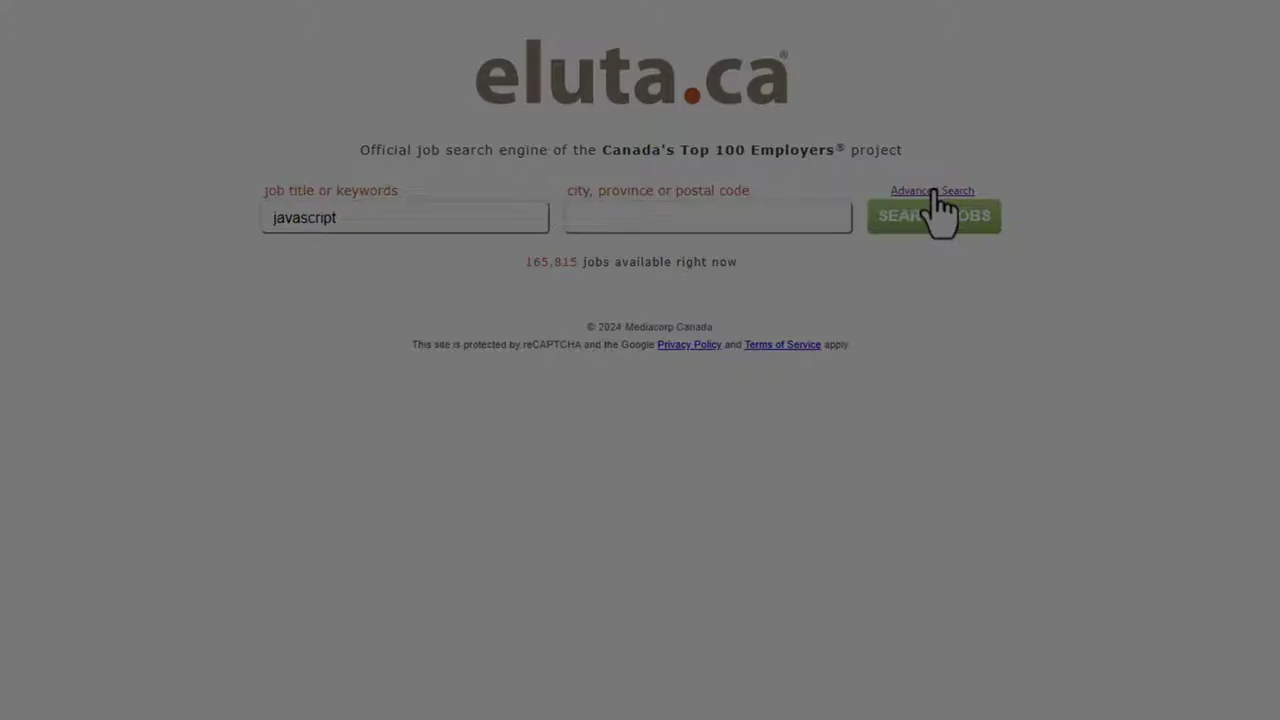 eluta.ca®
Official job search engine of the Canada's Top 100 Employers® project
job title or keywords
city, province or postal code
Advanced Search
javascript
SEARCH JOBS
165,815 jobs available right now
© 2024 Mediacorp Canada
This site is protected by reCAPTCHA and the Google Privacy Policy and Terms of Service apply